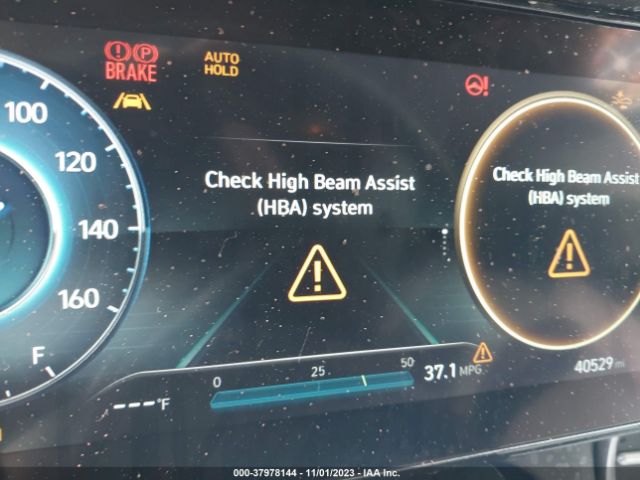 AUTO
HOLD
BRAKE
Check High Beam Assist
(HBA) system
Check High Beam Assist
(HBA) system
100
120
140
160
F
0
25
50
37.1 MPG
---°F
40529 mi
000-37978144 - 11/01/2023 - IAA Inc.